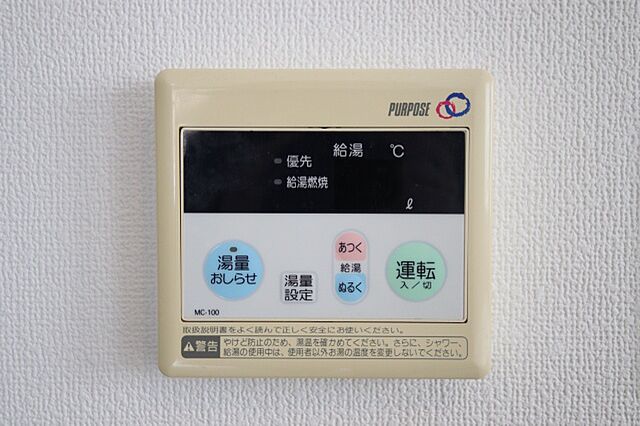 PURPOSE
給湯 ℃
優先
給湯燃焼
ℓ
湯量
おしらせ
湯量
設定
あつく
給湯
ぬるく
運転
入／切
MC-100
取扱説明書をよく読んで正しく安全にお使いください。
警告
やけど防止のため、湯温を確かめてください。さらに、シャワー、
給湯の使用中は、使用者以外お湯の温度を変更しないでください。